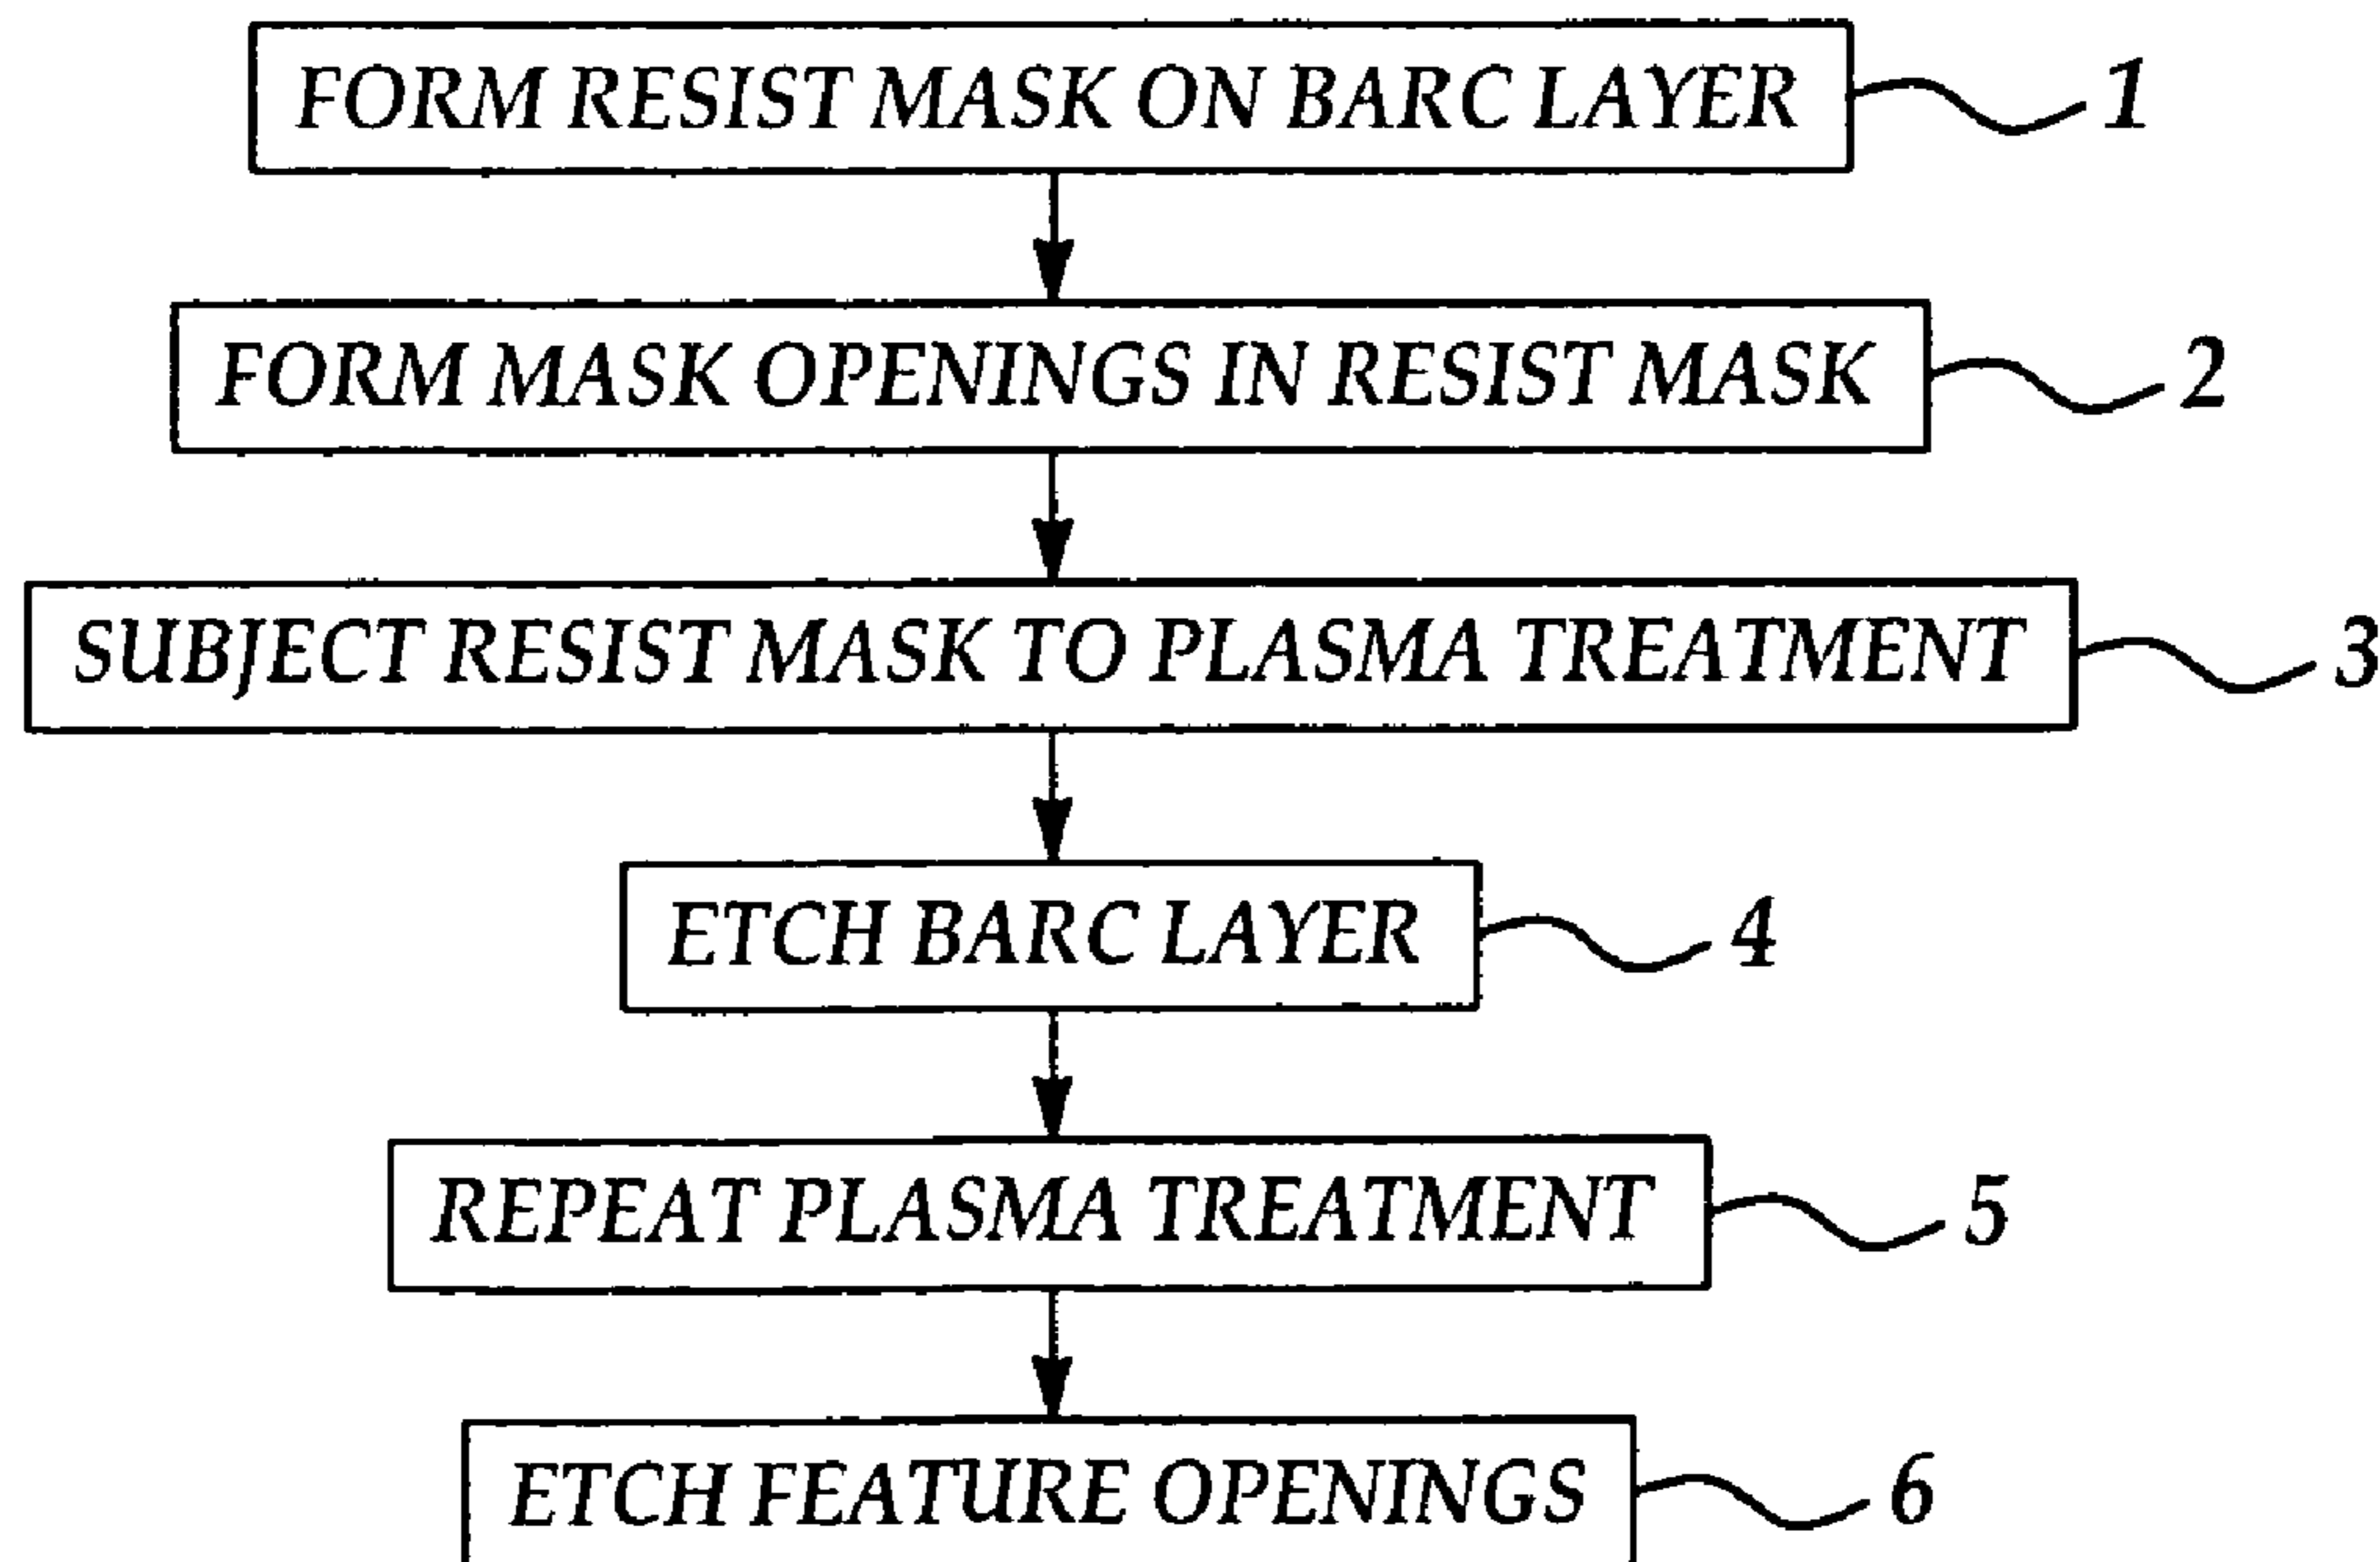 FORM RESIST MASK ON BARC LAYER 1
FORM MASK OPENINGS IN RESIST MASK 2
SUBJECT RESIST MASK TO PLASMA TREATMENT 3
ETCH BARC LAYER 4
REPEAT PLASMA TREATMENT 5
ETCH FEATURE OPENINGS 6